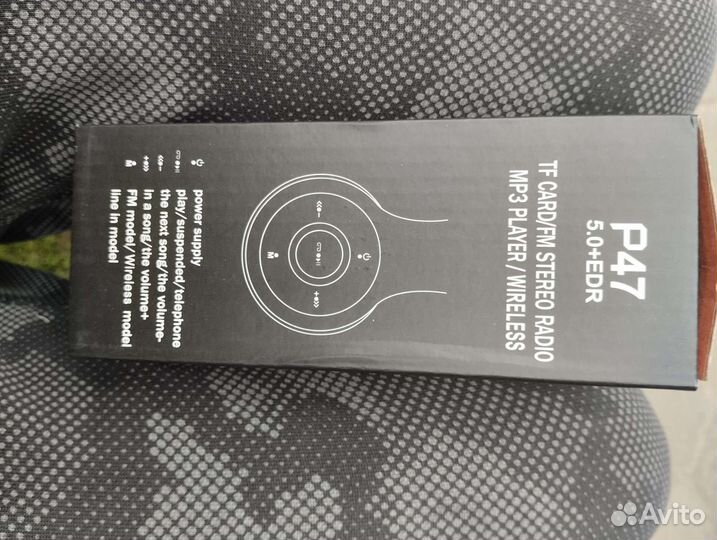 P47
5.0+EDR
TF CARD/FM STEREO RADIO
MP3 PLAYER / WIRELESS
M
power supply
play/suspended/telephone
the next song/the volume-
in a song/the volume+
FM model/Wireless model
line in model
M
Avito